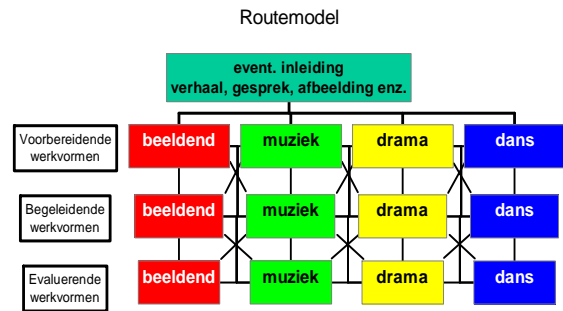 Routemodel
event. inleiding
verhaal, gesprek, afbeelding enz.
Voorbereidende
werkvormen
beeldend
muziek
drama
dans
Begeleidende
werkvormen
beeldend
muziek
drama
dans
Evaluerende
werkvormen
beeldend
muziek
drama
dans